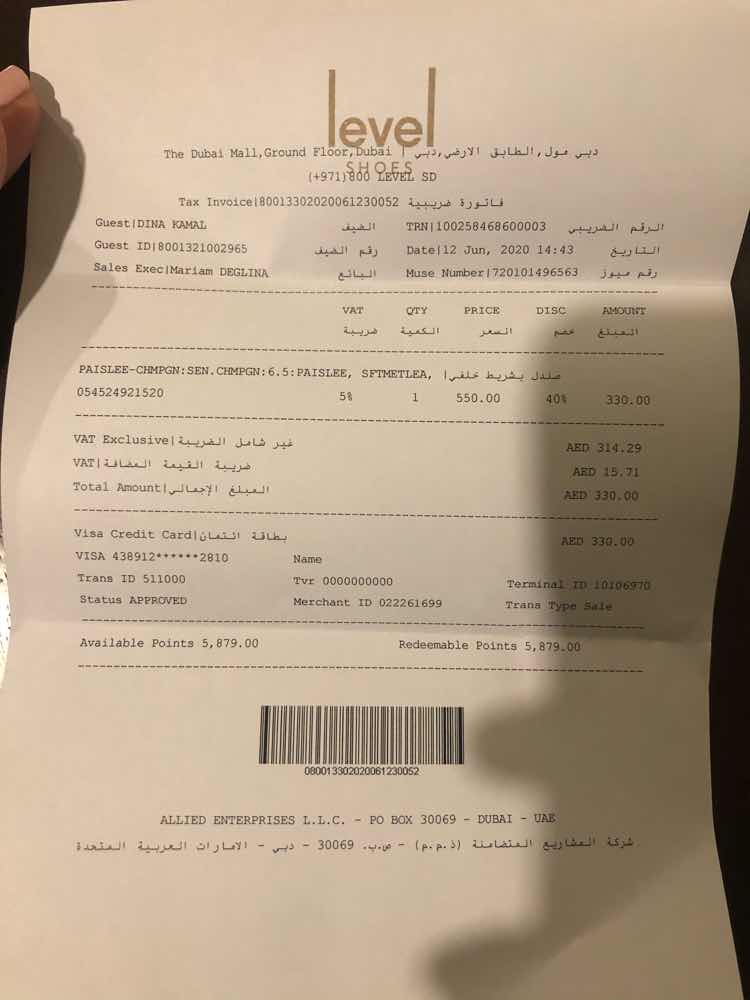 level
SHOES
The Dubai Mall,Ground Floor,Dubai | دبي مول,الطابق الارضي,دبي
(+971)800 LEVEL SD
Tax Invoice|80013302020061230052 فاتورة ضريبية
Guest|DINA KAMAL الضيف TRN|100258468600003 الرقم الضريبي
Guest ID|8001321002965 رقم الضيف Date|12 Jun, 2020 14:43 التاريخ
Sales Exec|Mariam DEGLINA البائع Muse Number|720101496563 رقم ميوز
VAT QTY PRICE DISC AMOUNT
ضريبة الكمية السعر خصم المبلغ
PAISLEE-CHMPGN:SEN.CHMPGN:6.5:PAISLEE, SFTMETLEA, |صندل بشريط خلفي
054524921520 5% 1 550.00 40% 330.00
VAT Exclusive|غير شامل الضريبة AED 314.29
VAT|ضريبة القيمة المضافة AED 15.71
Total Amount|المبلغ الإجمالي AED 330.00
Visa Credit Card|بطاقة ائتمان AED 330.00
VISA 438912******2810 Name
Trans ID 511000 Tvr 0000000000 Terminal ID 10106970
Status APPROVED Merchant ID 022261699 Trans Type Sale
Available Points 5,879.00 Redeemable Points 5,879.00
080013302020061230052
ALLIED ENTERPRISES L.L.C. - PO BOX 30069 - DUBAI - UAE
شركة المشاريع المتضامنة (ذ.م.م) - ص.ب. 30069 - دبي - الامارات العربية المتحدة